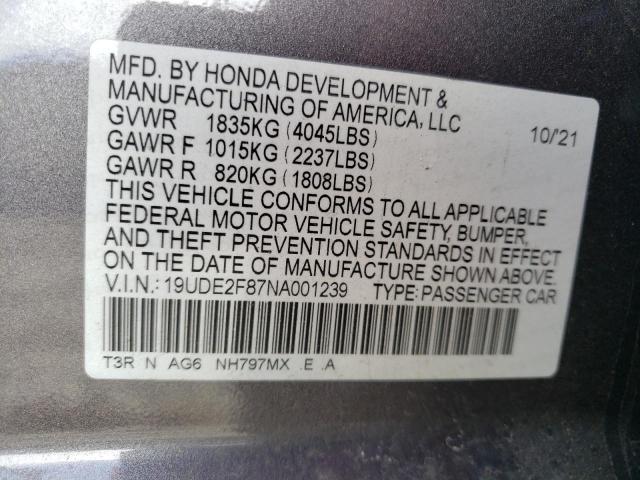 MFD. BY HONDA DEVELOPMENT &
MANUFACTURING OF AMERICA, LLC
GVWR 1835KG (4045LBS) 10/'21
GAWR F 1015KG (2237LBS)
GAWR R 820KG (1808LBS)
THIS VEHICLE CONFORMS TO ALL APPLICABLE
FEDERAL MOTOR VEHICLE SAFETY, BUMPER,
AND THEFT PREVENTION STANDARDS IN EFFECT
ON THE DATE OF MANUFACTURE SHOWN ABOVE.
V.I.N.: 19UDE2F87NA001239 TYPE: PASSENGER CAR
T3R N AG6 NH797MX .E .A